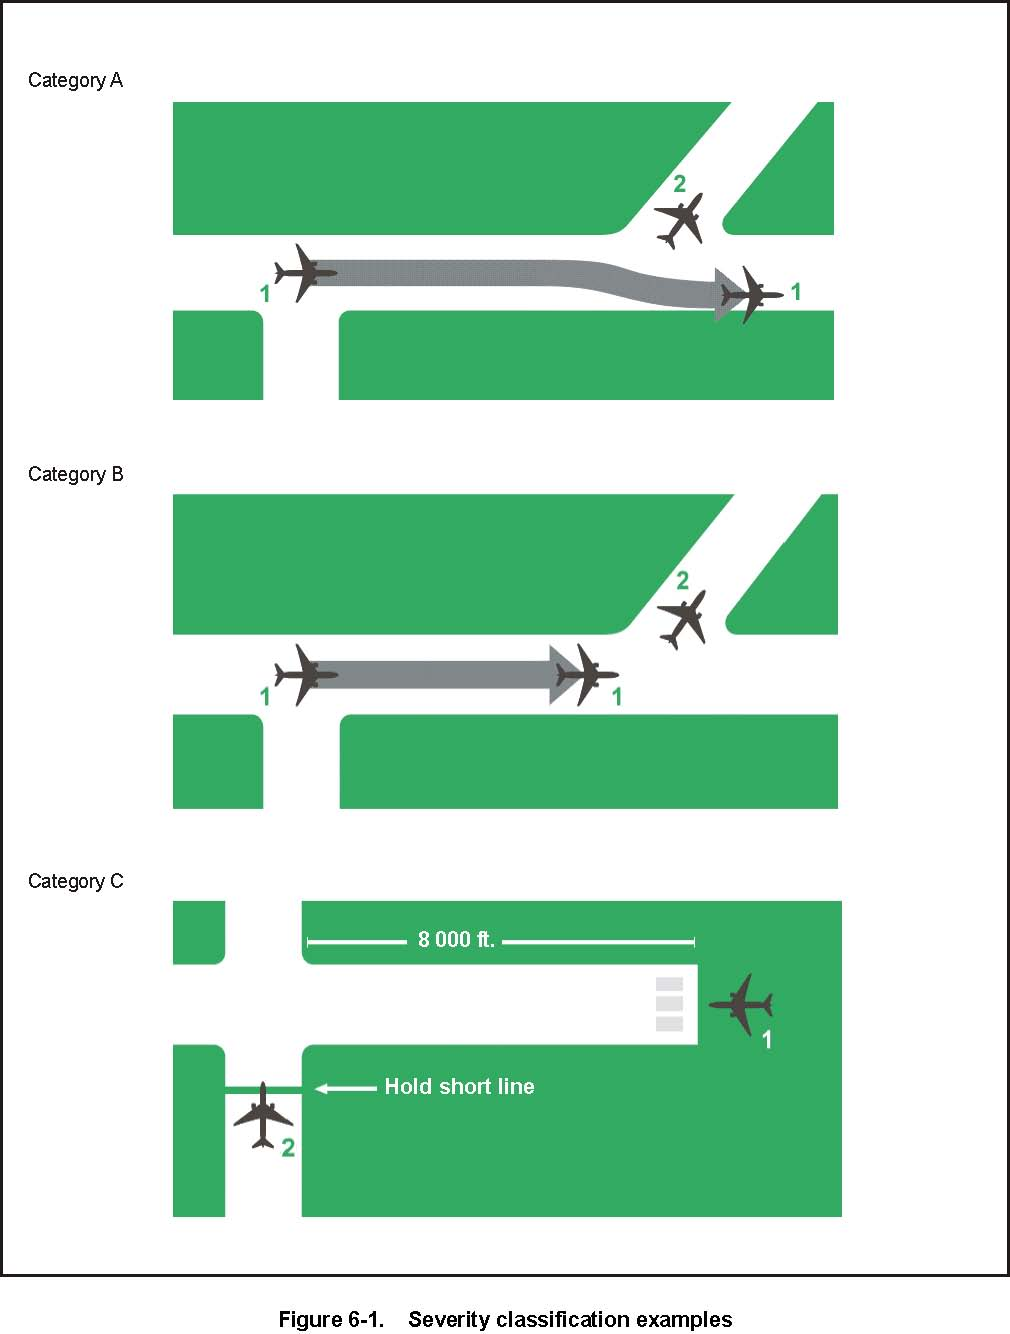 Category A
2
1
1
Category B
2
1
1
Category C
8 000 ft.
1
Hold short line
2
Figure 6-1. Severity classification examples